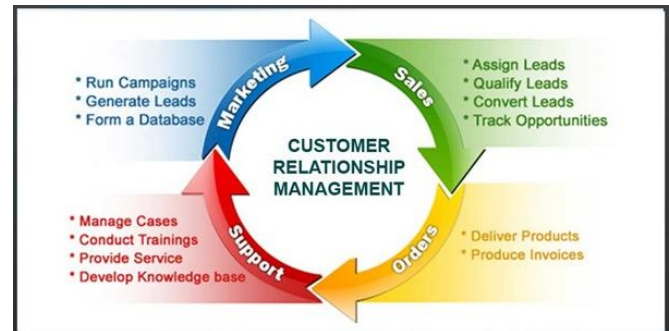 Marketing
* Run Campaigns
* Generate Leads
* Form a Database
Sales
* Assign Leads
* Qualify Leads
* Convert Leads
* Track Opportunities
CUSTOMER
RELATIONSHIP
MANAGEMENT
Support
* Manage Cases
* Conduct Trainings
* Provide Service
* Develop Knowledge base
Orders
* Deliver Products
* Produce Invoices